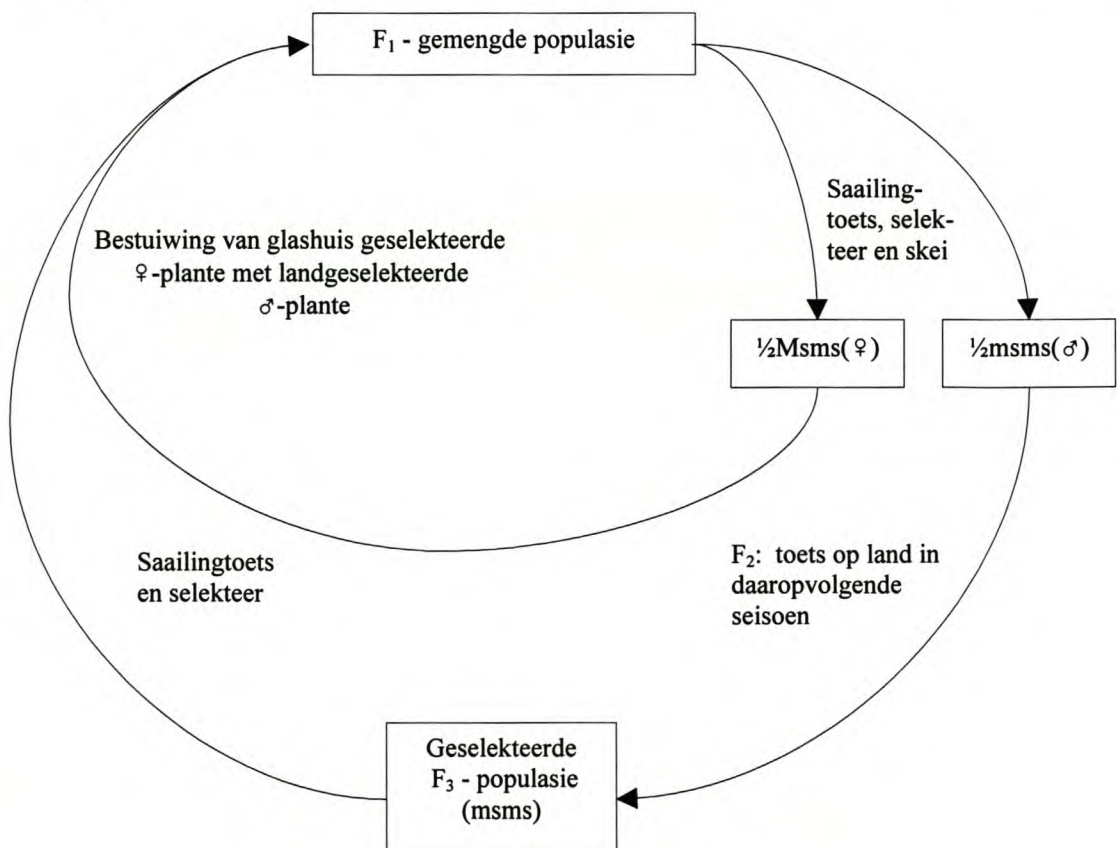 F₁ - gemengde populasie
Saailing-
toets, selek-
teer en skei
Bestuiwing van glashuis geselekteerde
♀-plante met landgeselekteerde
♂-plante
½Msms(♀)
½msms(♂)
Saailingtoets
en selekteer
F₂: toets op land in
daaropvolgende
seisoen
Geselekteerde
F₃ - populasie
(msms)